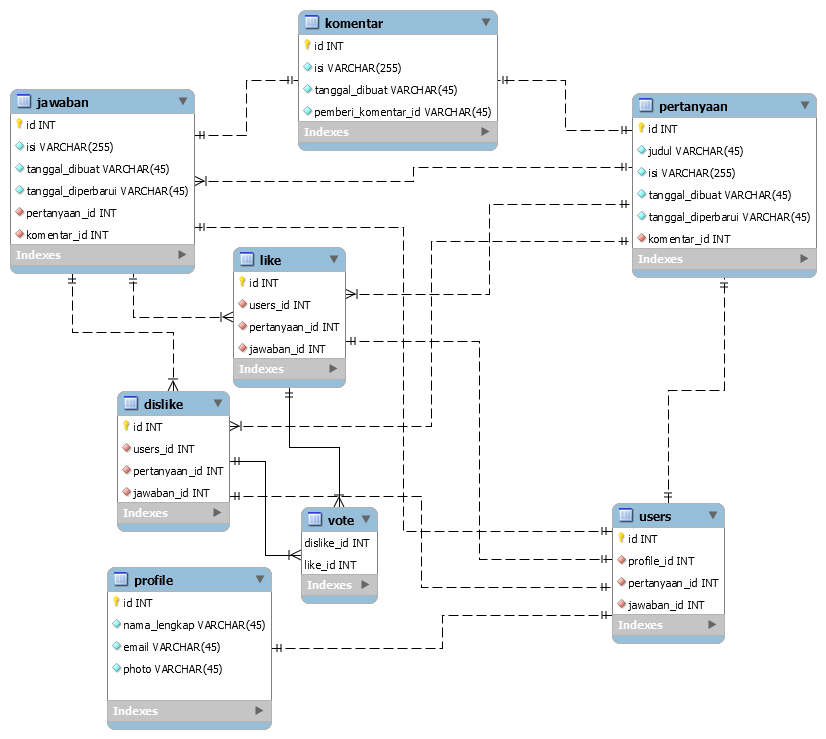 komentar
id INT
isi VARCHAR(255)
tanggal_dibuat VARCHAR(45)
pemberi_komentar_id VARCHAR(45)
Indexes
jawaban
id INT
isi VARCHAR(255)
tanggal_dibuat VARCHAR(45)
tanggal_diperbarui VARCHAR(45)
pertanyaan_id INT
komentar_id INT
Indexes
pertanyaan
id INT
judul VARCHAR(45)
isi VARCHAR(255)
tanggal_dibuat VARCHAR(45)
tanggal_diperbarui VARCHAR(45)
komentar_id INT
Indexes
like
id INT
users_id INT
pertanyaan_id INT
jawaban_id INT
Indexes
dislike
id INT
users_id INT
pertanyaan_id INT
jawaban_id INT
Indexes
vote
dislike_id INT
like_id INT
Indexes
users
id INT
profile_id INT
pertanyaan_id INT
jawaban_id INT
Indexes
profile
id INT
nama_lengkap VARCHAR(45)
email VARCHAR(45)
photo VARCHAR(45)
Indexes